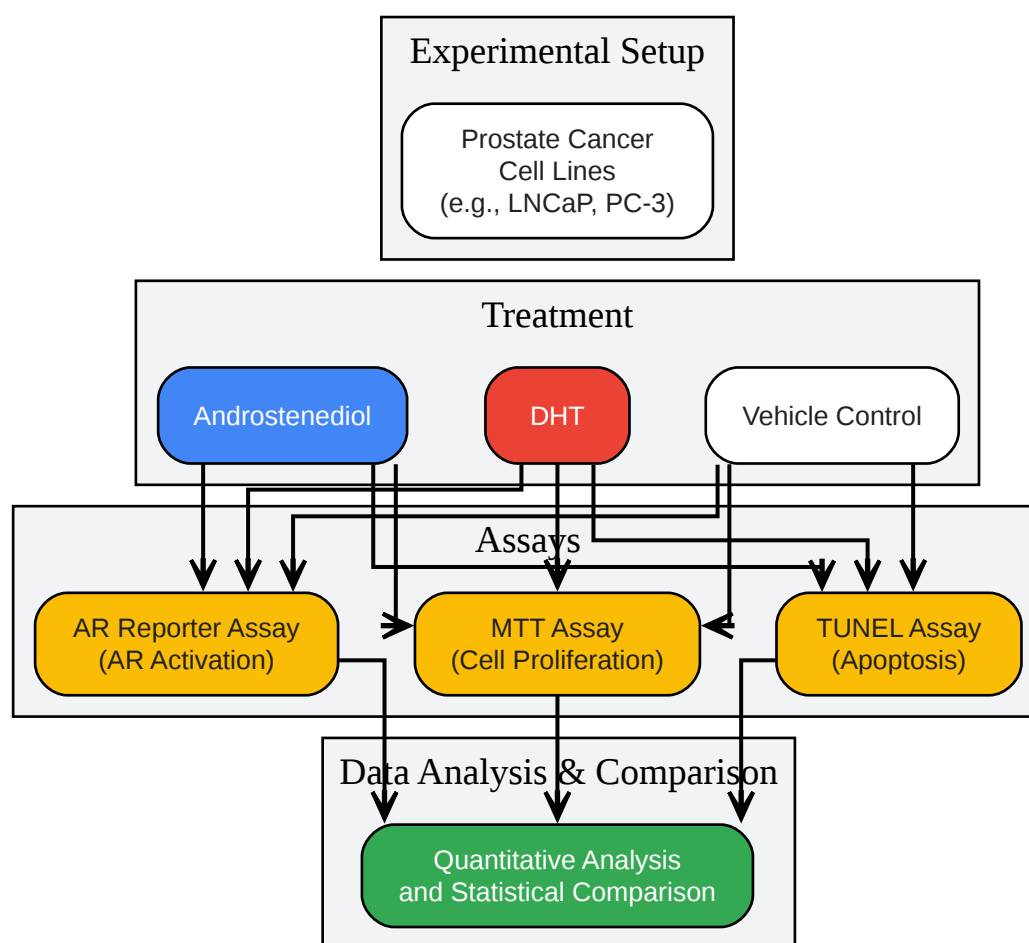 Experimental Setup
Prostate Cancer
Cell Lines
(e.g., LNCaP, PC-3)
Treatment
Androstenediol
DHT
Vehicle Control
Assays
AR Reporter Assay
(AR Activation)
MTT Assay
(Cell Proliferation)
TUNEL Assay
(Apoptosis)
Data Analysis & Comparison
Quantitative Analysis
and Statistical Comparison